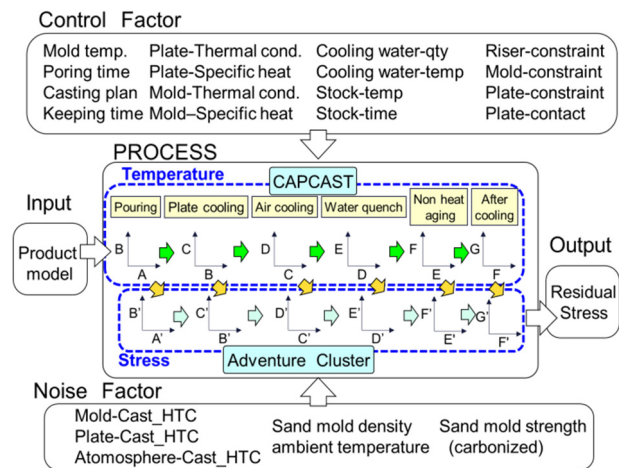 Control Factor
Mold temp. Plate-Thermal cond. Cooling water-qty Riser-constraint
Poring time Plate-Specific heat Cooling water-temp Mold-constraint
Casting plan Mold-Thermal cond. Stock-temp Plate-constraint
Keeping time Mold–Specific heat Stock-time Plate-contact
PROCESS
Temperature
CAPCAST
Input
Pouring Plate cooling Air cooling Water quench Non heat aging After cooling
Product model
B C D E F G
A B C D E F
Output
Residual Stress
B' C' D' E' F' G'
A' B' C' D' E' F'
Stress
Adventure Cluster
Noise Factor
Mold-Cast_HTC
Plate-Cast_HTC
Atomosphere-Cast_HTC
Sand mold density
ambient temperature
Sand mold strength
(carbonized)